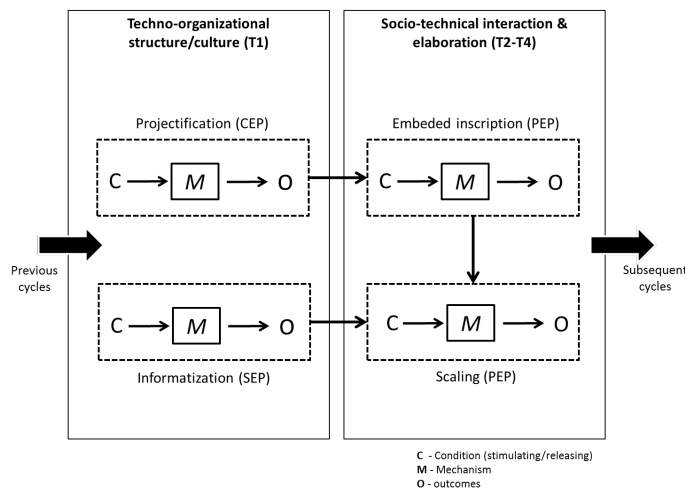 Techno-organizational
structure/culture (T1)
Socio-technical interaction &
elaboration (T2-T4)
Projectification (CEP)
C M O
Embeded inscription (PEP)
C M O
Previous
cycles
Subsequent
cycles
C M O
Informatization (SEP)
C M O
Scaling (PEP)
C - Condition (stimulating/releasing)
M - Mechanism
O - outcomes